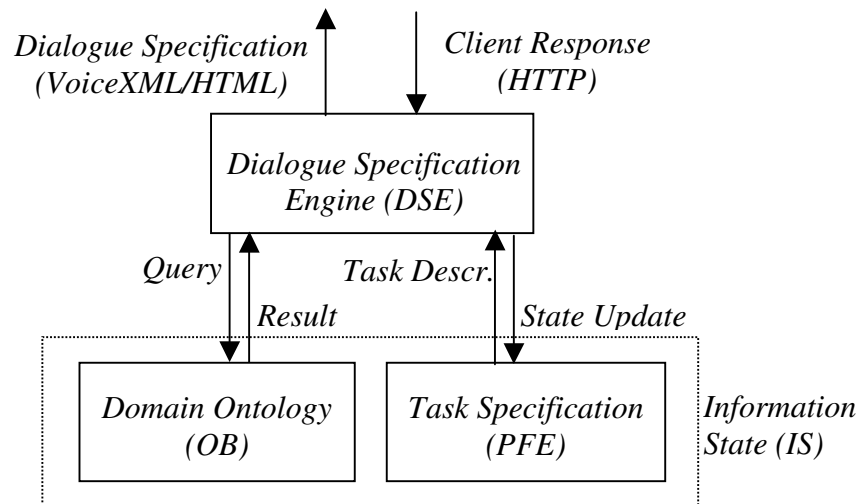 Dialogue Specification
(VoiceXML/HTML)
Client Response
(HTTP)
Dialogue Specification
Engine (DSE)
Query
Task Descr.
Result
State Update
Domain Ontology
(OB)
Task Specification
(PFE)
Information
State (IS)